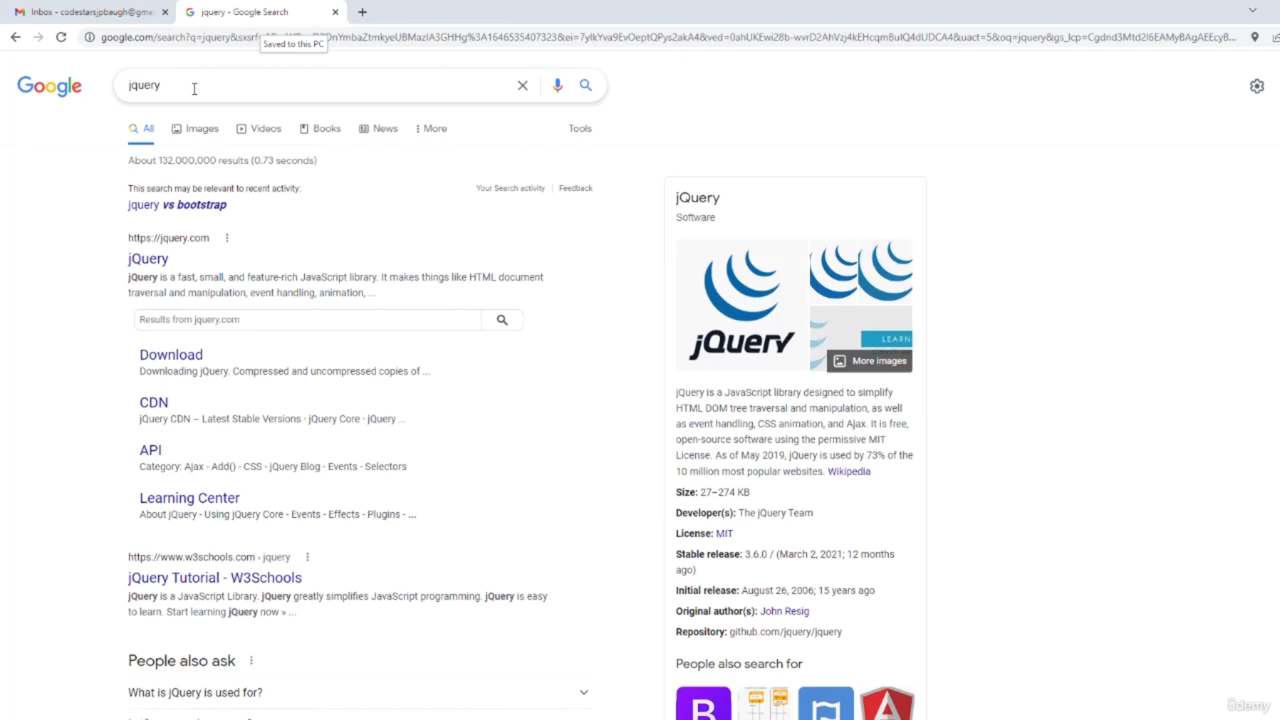 Inbox - codestarsjpbaugh@gma
jquery - Google Search
Saved to this PC
Google
jquery
All
Images
Videos
Books
News
More
Tools
About 132,000,000 results (0.73 seconds)
This search may be relevant to recent activity:
Your Search activity
Feedback
jquery vs bootstrap
https://jquery.com
jQuery
jQuery is a fast, small, and feature-rich JavaScript library. It makes things like HTML document
traversal and manipulation, event handling, animation, ...
Results from jquery.com
Download
Downloading jQuery. Compressed and uncompressed copies of ...
CDN
jQuery CDN – Latest Stable Versions · jQuery Core · jQuery ...
API
Category: Ajax - Add() - CSS - jQuery Blog - Events - Selectors
Learning Center
About jQuery - Using jQuery Core - Events - Effects - Plugins - ...
https://www.w3schools.com › jquery
jQuery Tutorial - W3Schools
jQuery is a JavaScript Library. jQuery greatly simplifies JavaScript programming. jQuery is easy
to learn. Start learning jQuery now » ...
People also ask
What is jQuery is used for?
jQuery
Software
jQuery
LEARN
More images
jQuery is a JavaScript library designed to simplify
HTML DOM tree traversal and manipulation, as well
as event handling, CSS animation, and Ajax. It is free,
open-source software using the permissive MIT
License. As of May 2019, jQuery is used by 73% of the
10 million most popular websites. Wikipedia
Size: 27–274 KB
Developer(s): The jQuery Team
License: MIT
Stable release: 3.6.0 / (March 2, 2021; 12 months
ago)
Initial release: August 26, 2006; 15 years ago
Original author(s): John Resig
Repository: github.com/jquery/jquery
People also search for
B
A
ûdemy